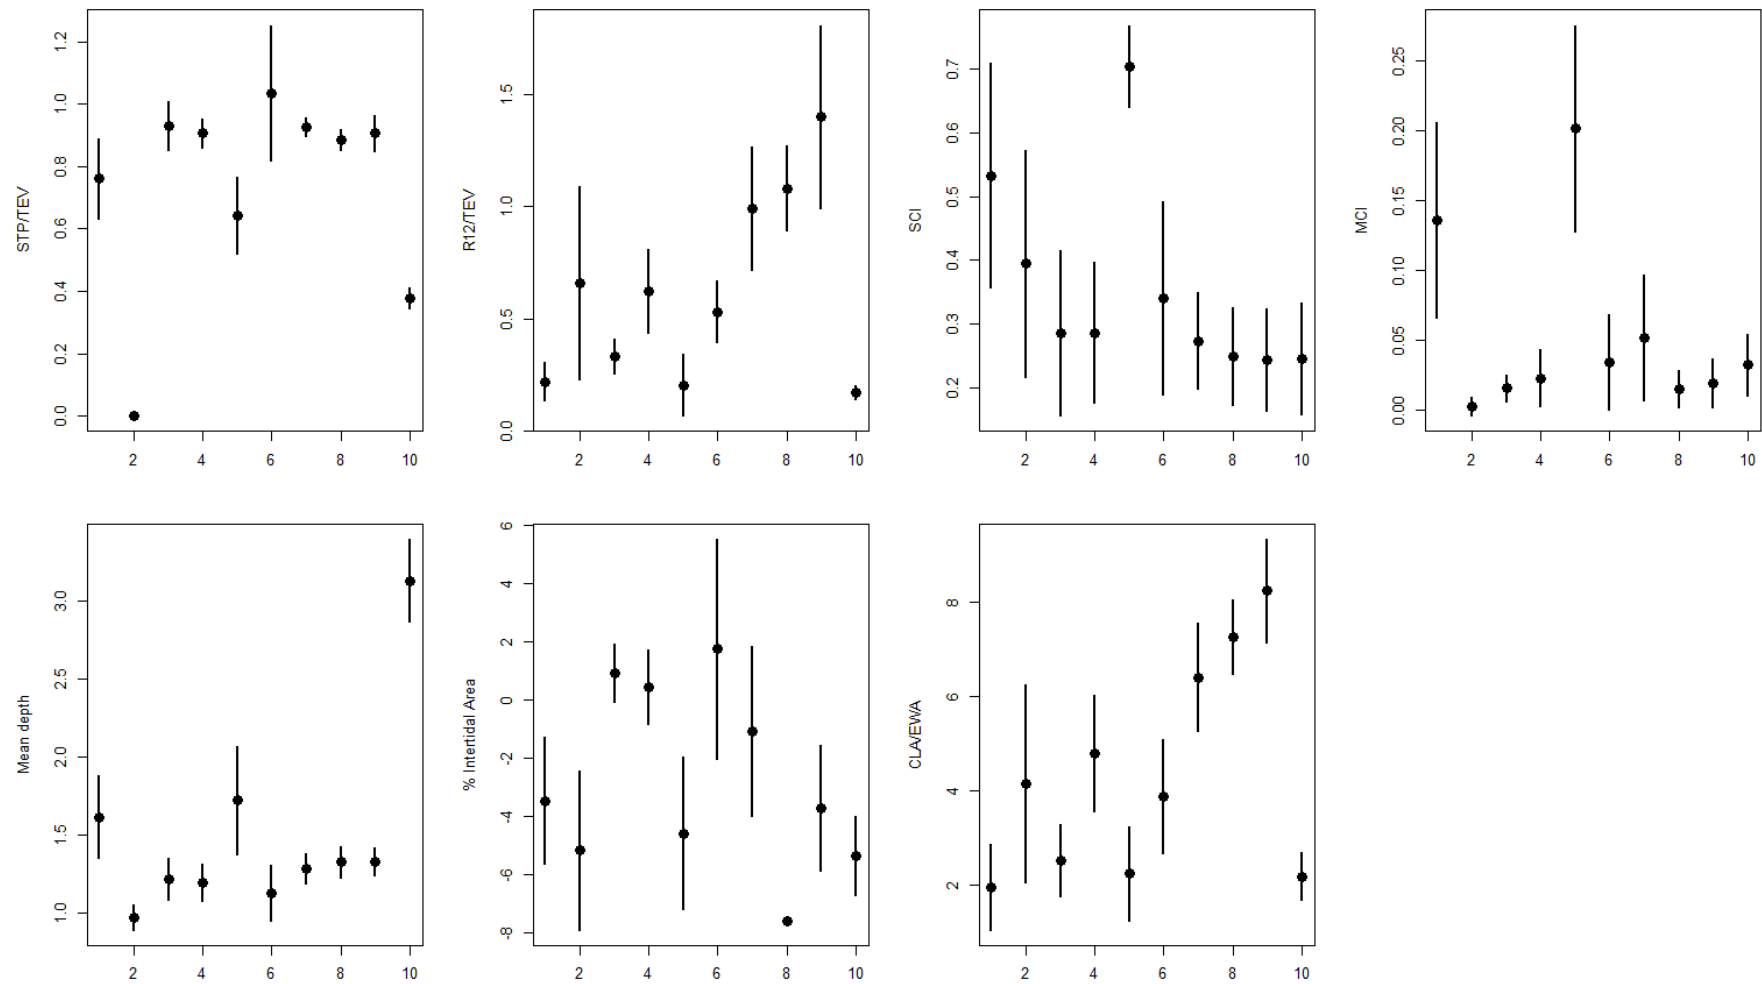 STP/TEV
0.0 0.2 0.4 0.6 0.8 1.0 1.2
2 4 6 8 10
R12/TEV
0.0 0.5 1.0 1.5
2 4 6 8 10
SCI
0.2 0.3 0.4 0.5 0.6 0.7
2 4 6 8 10
MCI
0.00 0.05 0.10 0.15 0.20 0.25
2 4 6 8 10
Mean depth
1.0 1.5 2.0 2.5 3.0
2 4 6 8 10
% Intertidal Area
-8 -6 -4 -2 0 2 4 6
2 4 6 8 10
CLA/EWA
2 4 6 8
2 4 6 8 10